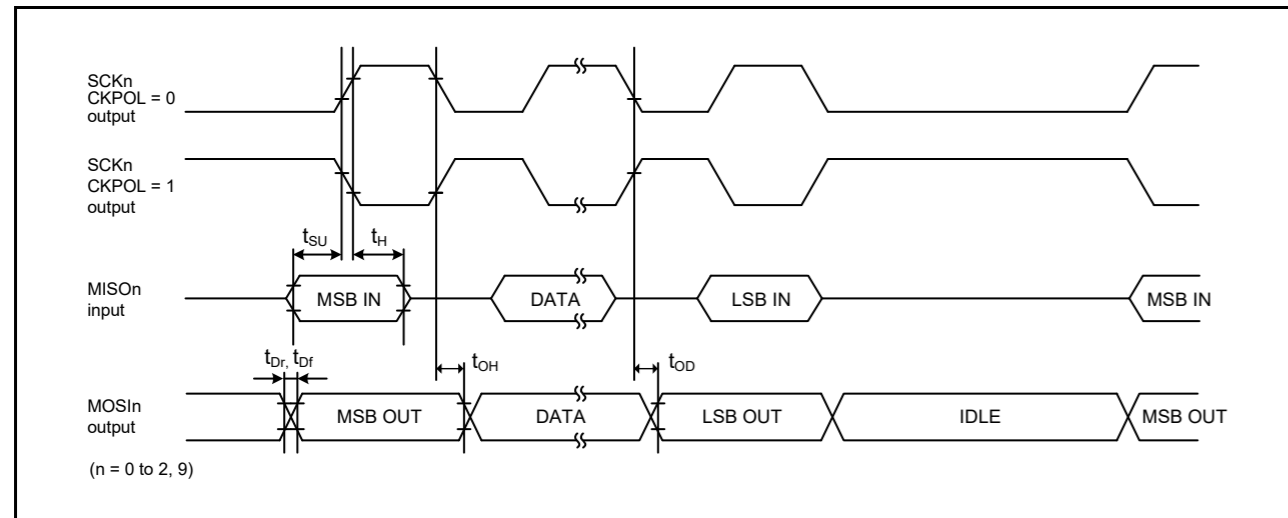 SCKn
CKPOL = 0
output
SCKn
CKPOL = 1
output
tSU
tH
MISOn
input
MSB IN
DATA
LSB IN
MSB IN
tDr, tDf
tOH
tOD
MOSIn
output
MSB OUT
DATA
LSB OUT
IDLE
MSB OUT
(n = 0 to 2, 9)